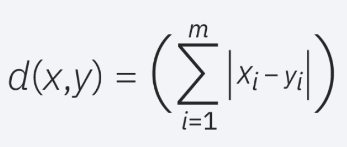 d(x,y) = (∑_{i=1}^{m} |x_i - y_i|)